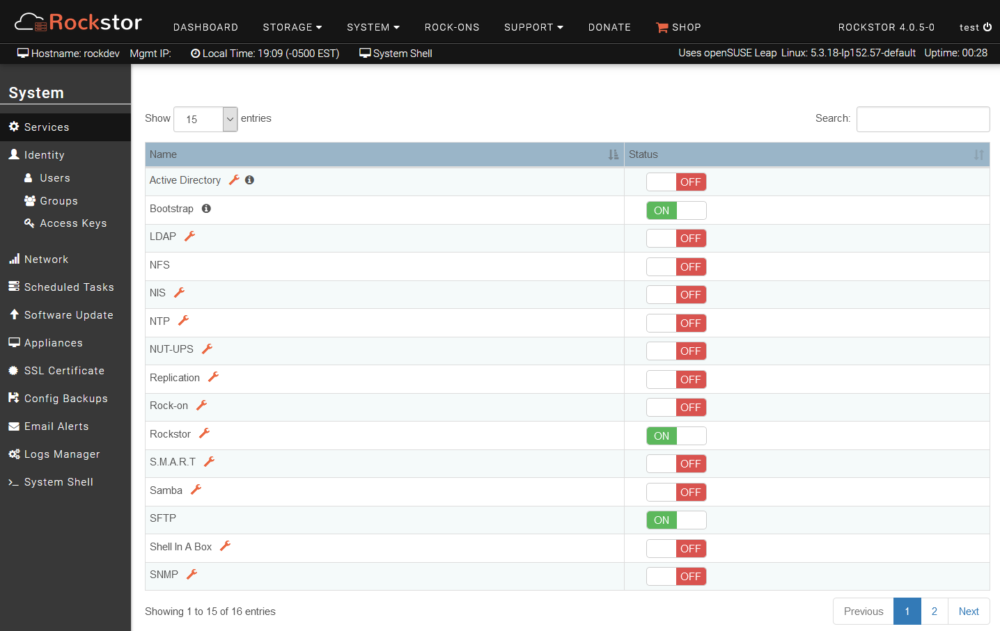 Rockstor DASHBOARD STORAGE SYSTEM ROCK-ONS SUPPORT DONATE SHOP ROCKSTOR 4.0.5-0 test
Hostname: rockdev Mgmt IP: Local Time: 19:09 (-0500 EST) System Shell Uses openSUSE Leap Linux: 5.3.18-lp152.57-default Uptime: 00:28
System
Services
Identity
Users
Groups
Access Keys
Network
Scheduled Tasks
Software Update
Appliances
SSL Certificate
Config Backups
Email Alerts
Logs Manager
System Shell
Show 15 entries Search:
Name Status
Active Directory OFF
Bootstrap ON
LDAP OFF
NFS OFF
NIS OFF
NTP OFF
NUT-UPS OFF
Replication OFF
Rock-on OFF
Rockstor ON
S.M.A.R.T OFF
Samba OFF
SFTP ON
Shell In A Box OFF
SNMP OFF
Showing 1 to 15 of 16 entries Previous 1 2 Next